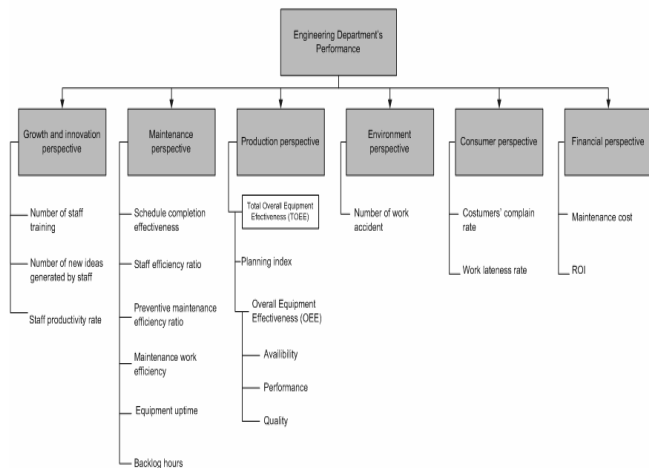 Engineering Department's
Performance
Growth and innovation
perspective
Maintenance
perspective
Production perspective
Environment
perspective
Consumer perspective
Financial perspective
Number of staff
training
Number of new ideas
generated by staff
Staff productivity rate
Schedule completion
effectiveness
Staff efficiency ratio
Preventive maintenance
efficiency ratio
Maintenance work
efficiency
Equipment uptime
Backlog hours
Total Overall Equipment
Efectiveness (TOEE)
Planning index
Overall Equipment
Effectiveness (OEE)
Availibility
Performance
Quality
Number of work
accident
Costumers' complain
rate
Work lateness rate
Maintenance cost
ROI